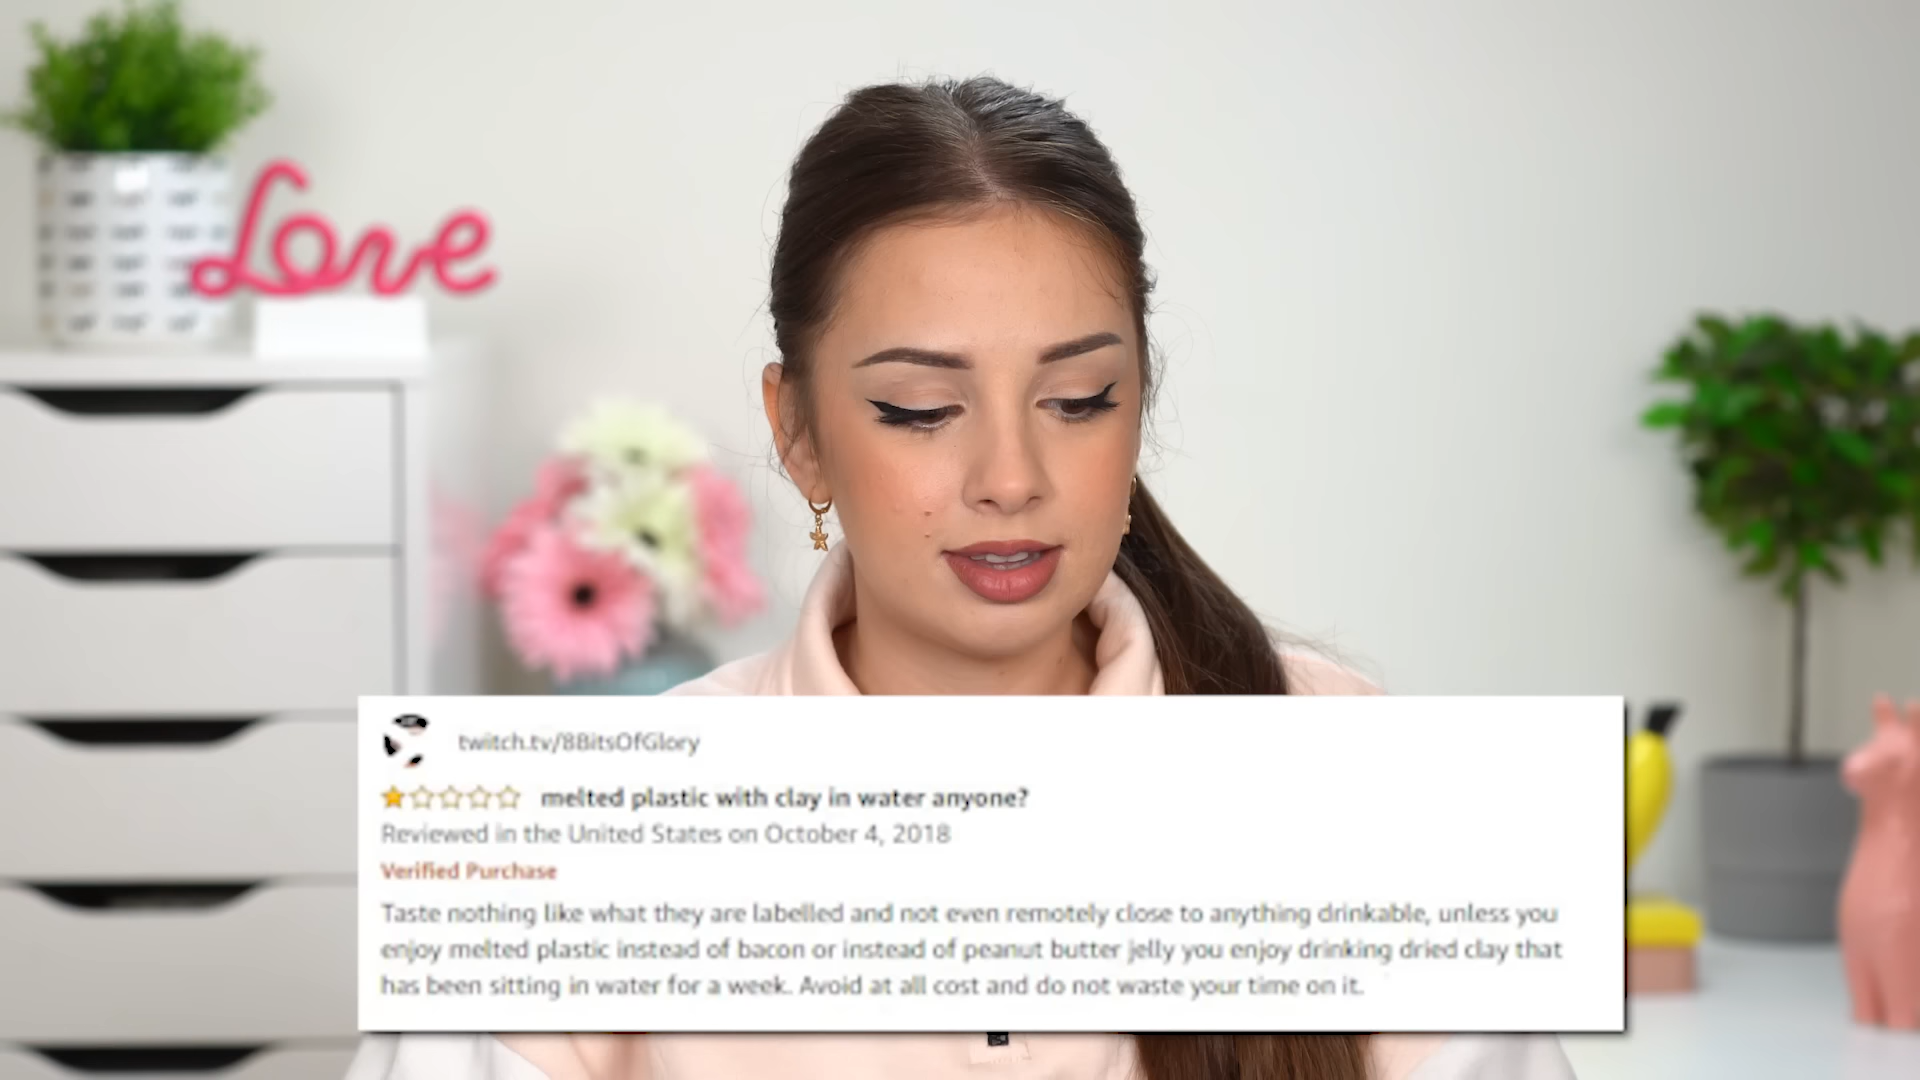 Love
twitch.tv/8BitsOfGlory
melted plastic with clay in water anyone?
Reviewed in the United States on October 4, 2018
Verified Purchase
Taste nothing like what they are labelled and not even remotely close to anything drinkable, unless you
enjoy melted plastic instead of bacon or instead of peanut butter jelly you enjoy drinking dried clay that
has been sitting in water for a week. Avoid at all cost and do not waste your time on it.